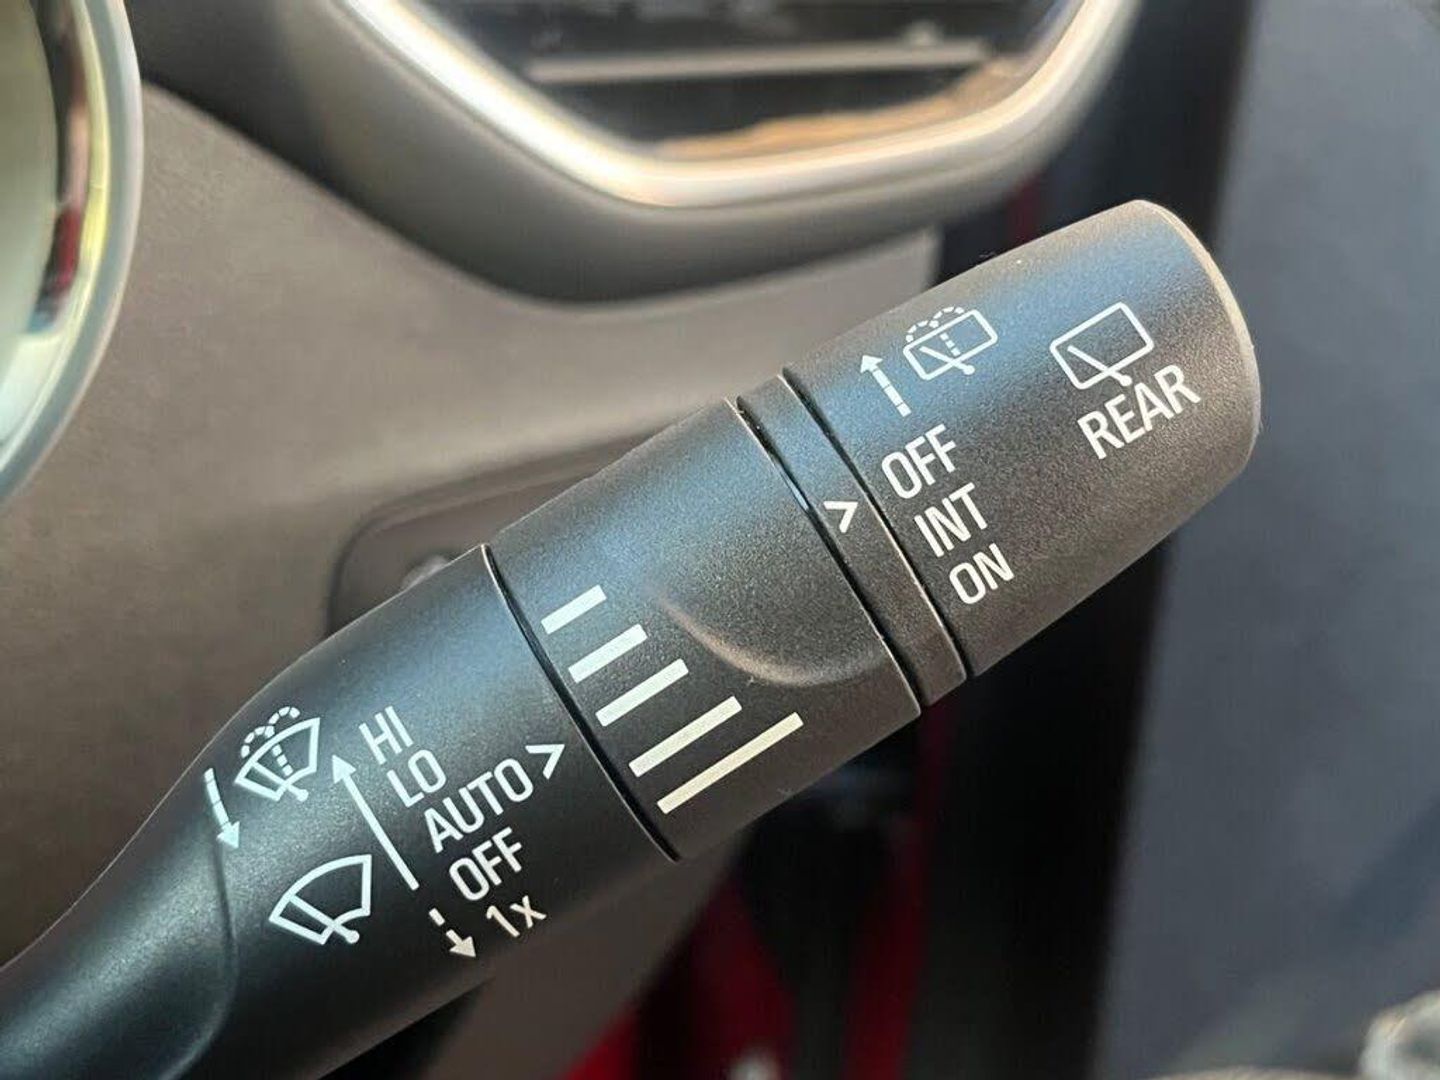 HI
LO
AUTO >
OFF
1x
>
OFF
INT
ON
REAR